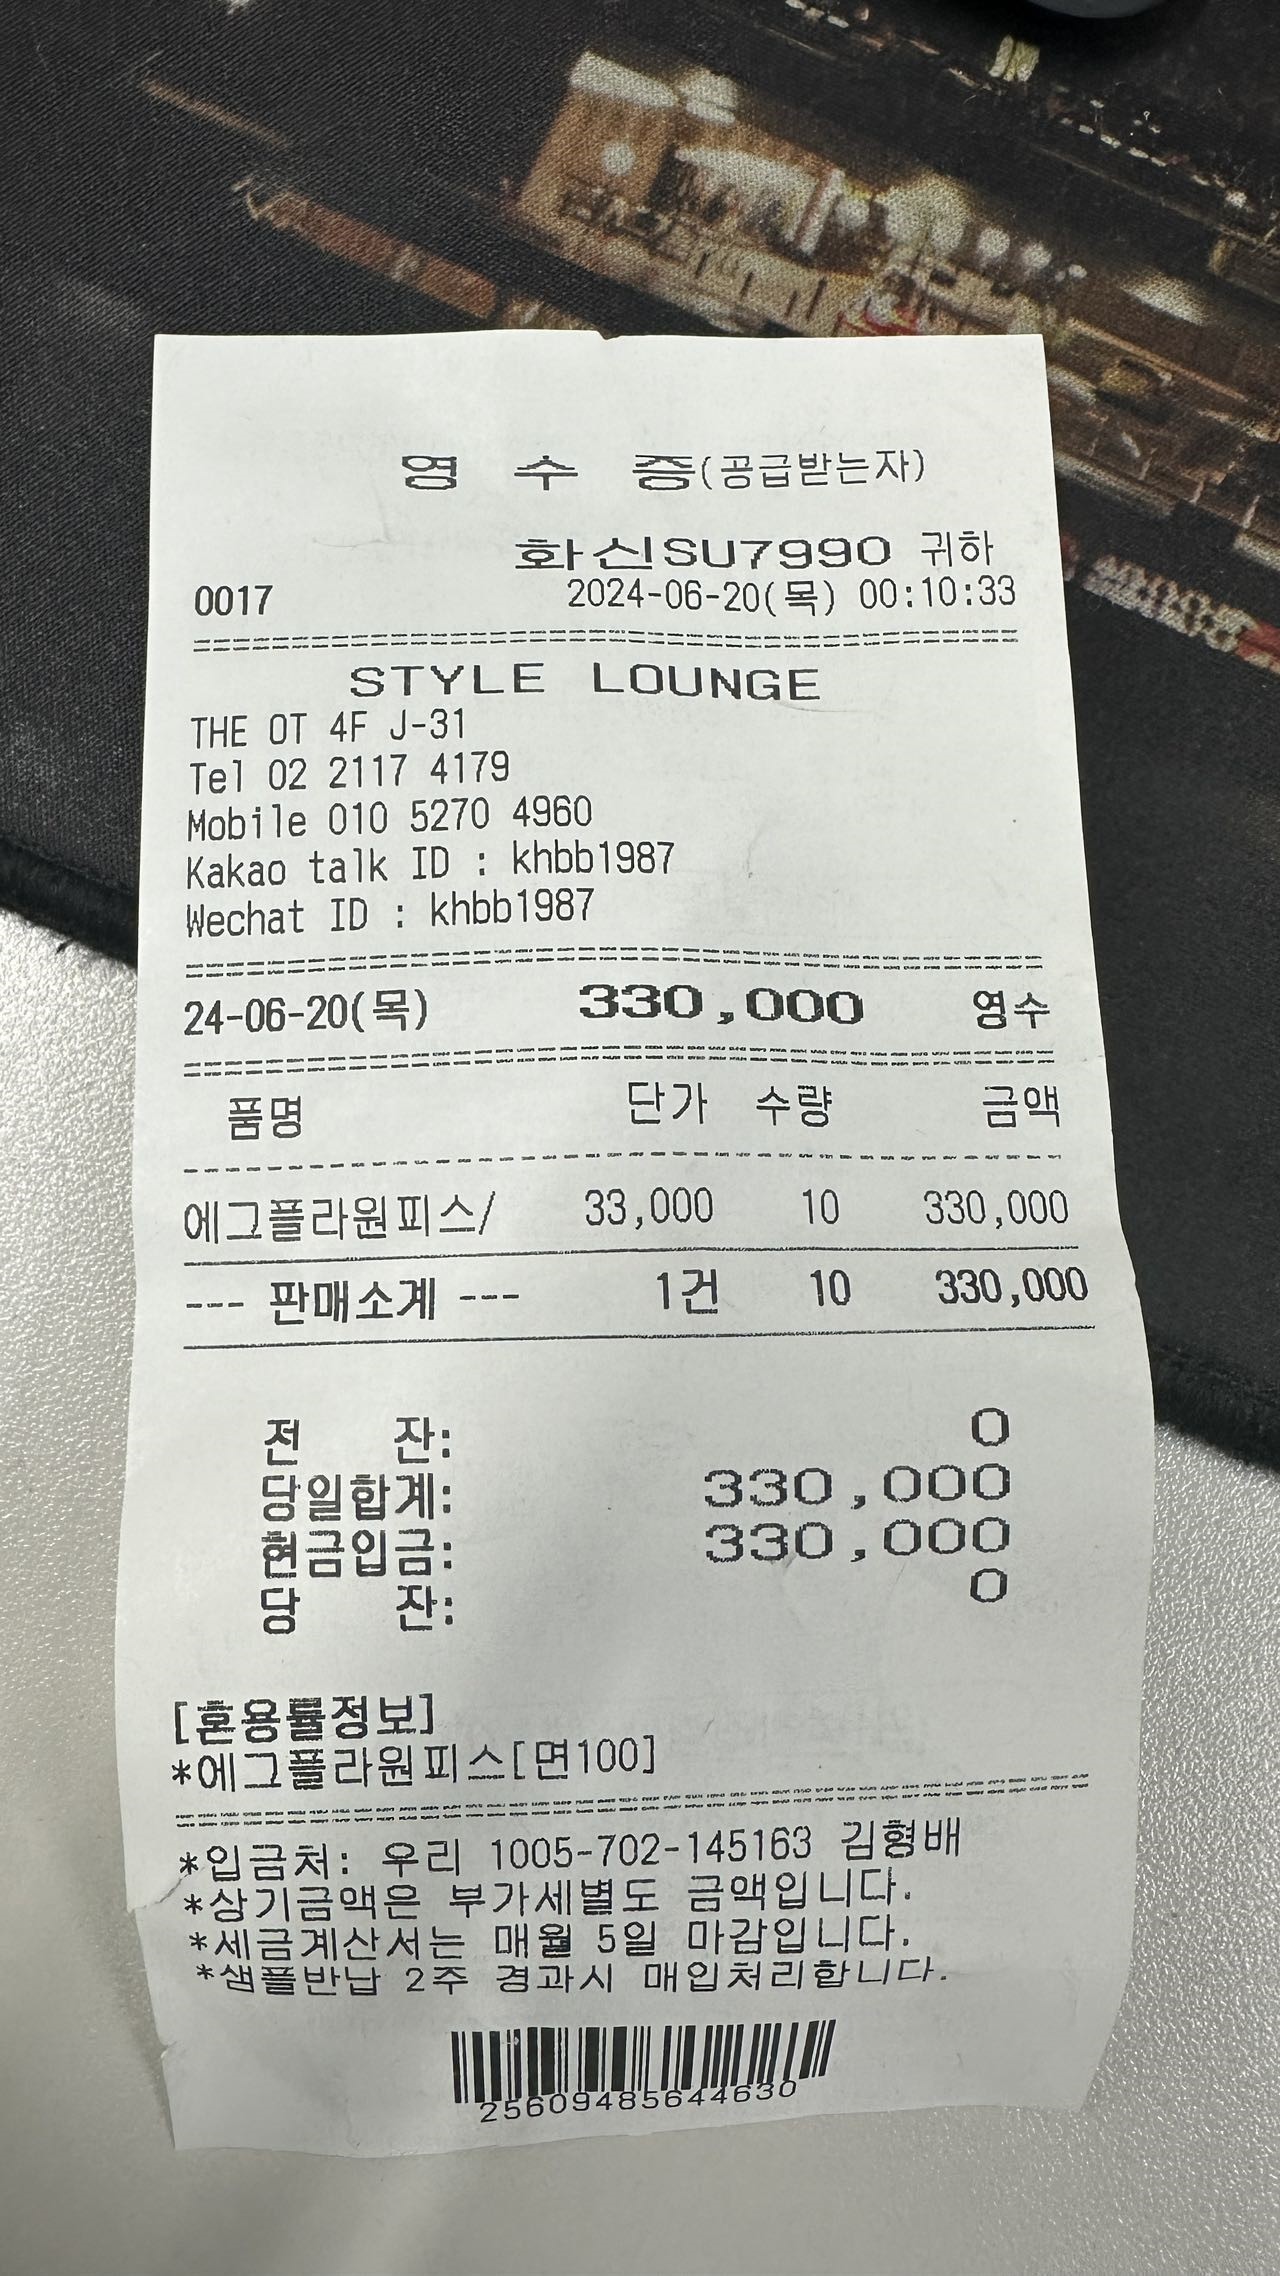 영 수 증(공급받는자)
화신SU7990 귀하
0017 2024-06-20(목) 00:10:33
STYLE LOUNGE
THE OT 4F J-31
Tel 02 2117 4179
Mobile 010 5270 4960
Kakao talk ID : khbb1987
Wechat ID : khbb1987
24-06-20(목) 330,000 영수
품명 단가 수량 금액
에그플라원피스/ 33,000 10 330,000
--- 판매소계 --- 1건 10 330,000
전 잔: 0
당일합계: 330,000
현금입금: 330,000
당 잔: 0
[혼용률정보]
*에그플라원피스[면100]
*입금처: 우리 1005-702-145163 김형배
*상기금액은 부가세별도 금액입니다.
*세금계산서는 매월 5일 마감입니다.
*샘플반납 2주 경과시 매입처리합니다.
25609485644630